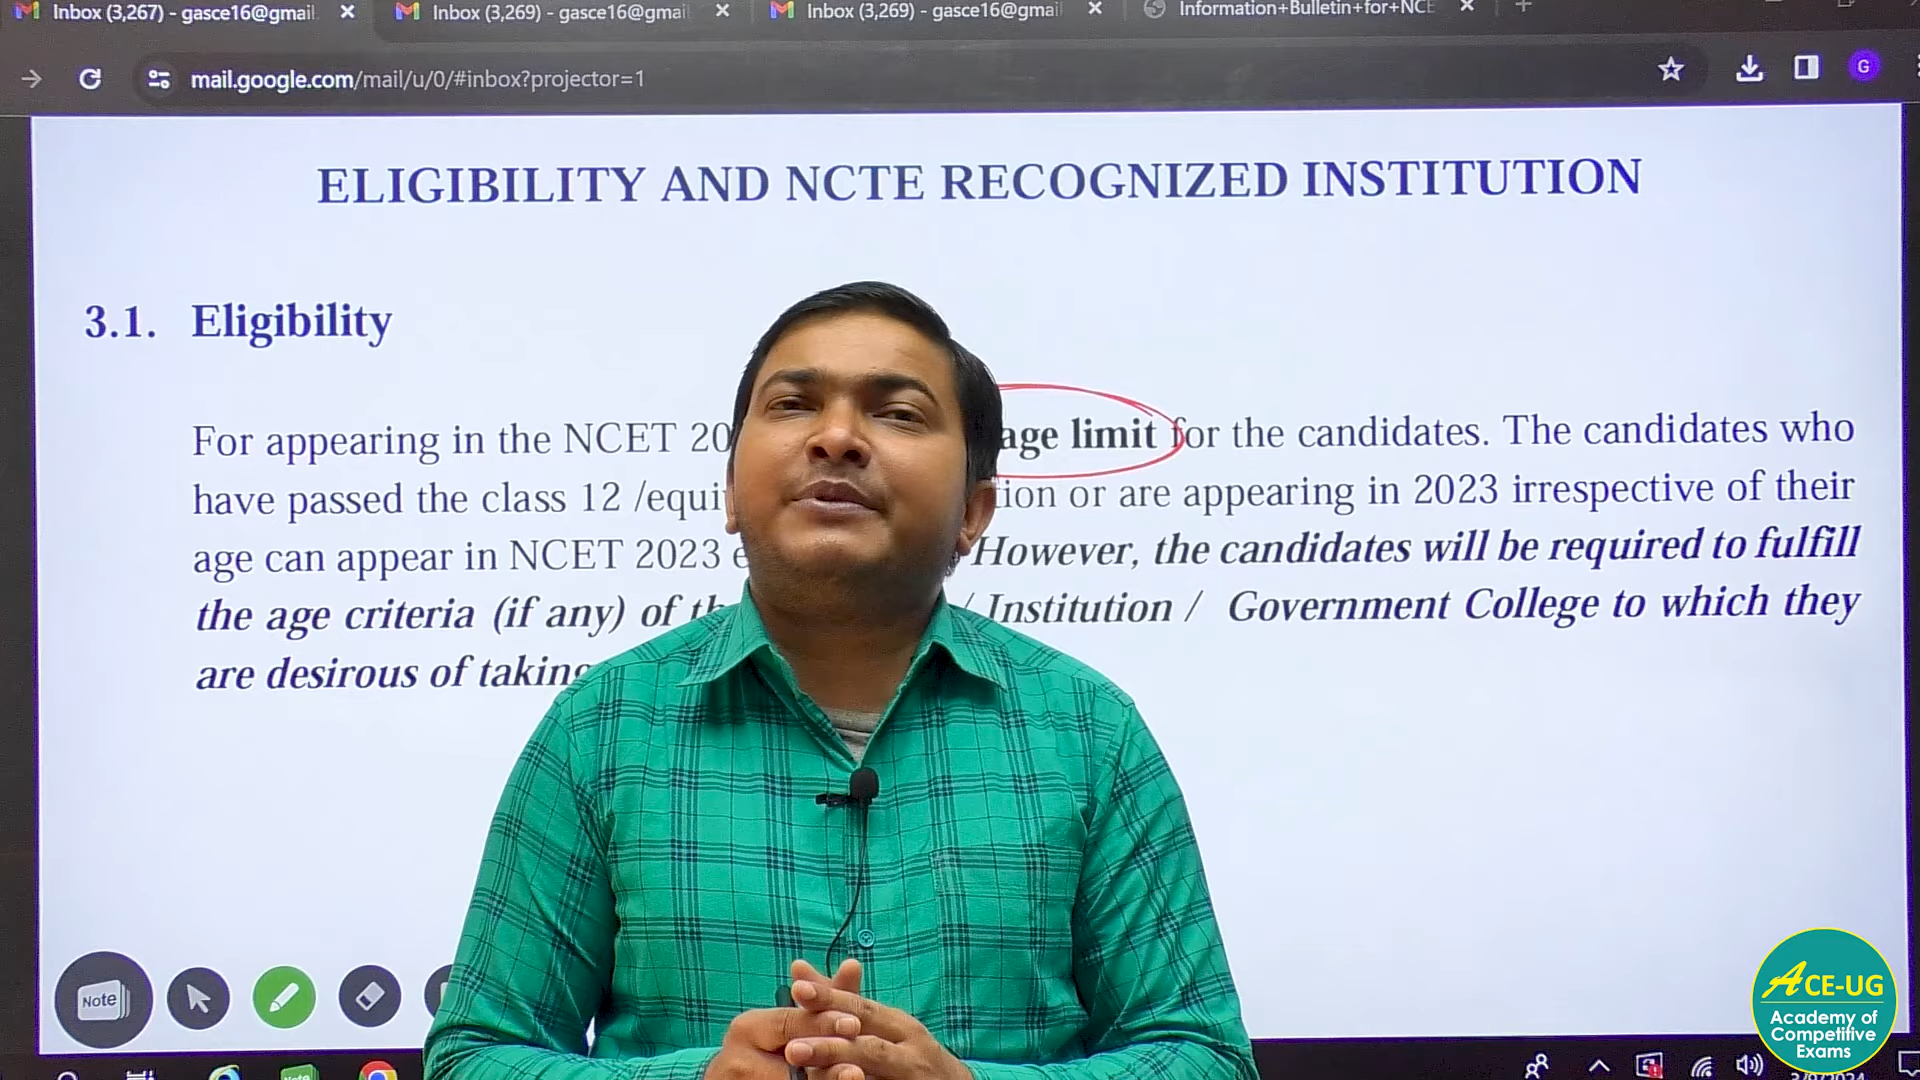 Inbox (3,267) - gasce16@gmail
Inbox (3,269) - gasce16@gmai
Inbox (3,269) - gasce16@gmail
Information+Bulletin+for+NCE
mail.google.com/mail/u/0/#inbox?projector=1
G
ELIGIBILITY AND NCTE RECOGNIZED INSTITUTION
3.1. Eligibility
For appearing in the NCET 20 age limit for the candidates. The candidates who
have passed the class 12 /equi tion or are appearing in 2023 irrespective of their
age can appear in NCET 2023 e However, the candidates will be required to fulfill
the age criteria (if any) of th / Institution / Government College to which they
are desirous of taking
Note
ACE-UG
Academy of
Competitive
Exams